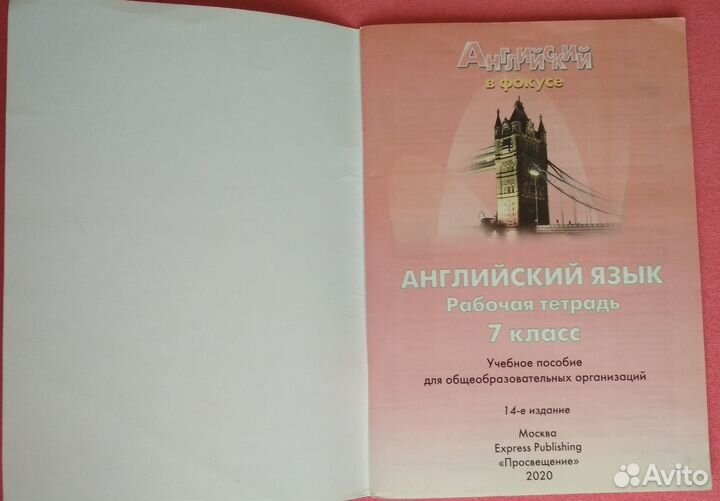 Английский
в фокусе
АНГЛИЙСКИЙ ЯЗЫК
Рабочая тетрадь
7 класс
Учебное пособие
для общеобразовательных организаций
14-е издание
Москва
Express Publishing
«Просвещение»
2020
Avito